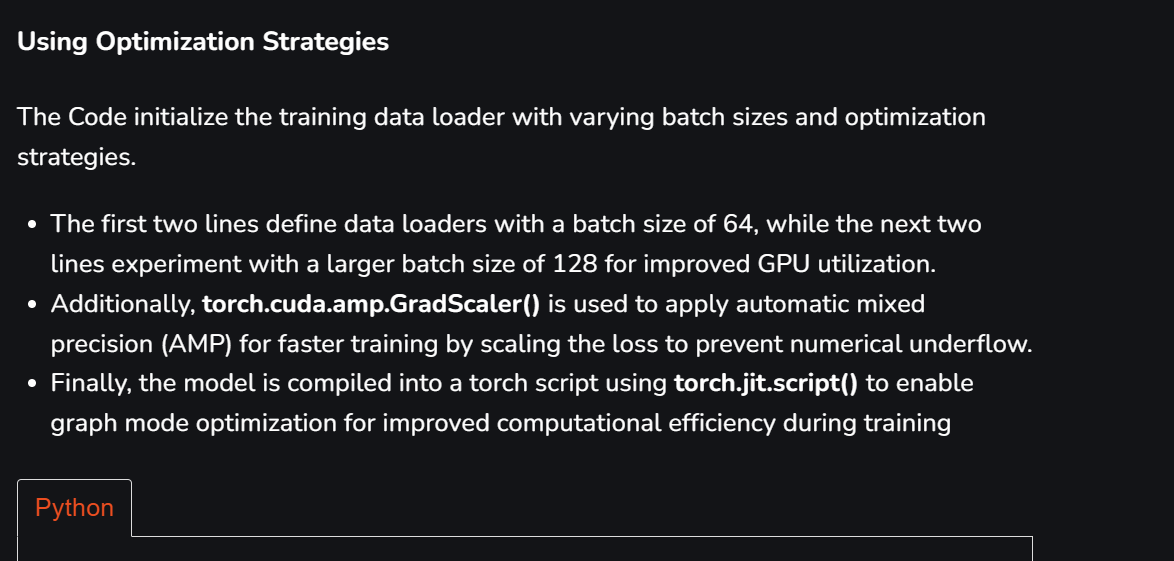 Using Optimization Strategies
The Code initialize the training data loader with varying batch sizes and optimization
strategies.
• The first two lines define data loaders with a batch size of 64, while the next two
lines experiment with a larger batch size of 128 for improved GPU utilization.
• Additionally, torch.cuda.amp.GradScaler() is used to apply automatic mixed
precision (AMP) for faster training by scaling the loss to prevent numerical underflow.
• Finally, the model is compiled into a torch script using torch.jit.script() to enable
graph mode optimization for improved computational efficiency during training
Python